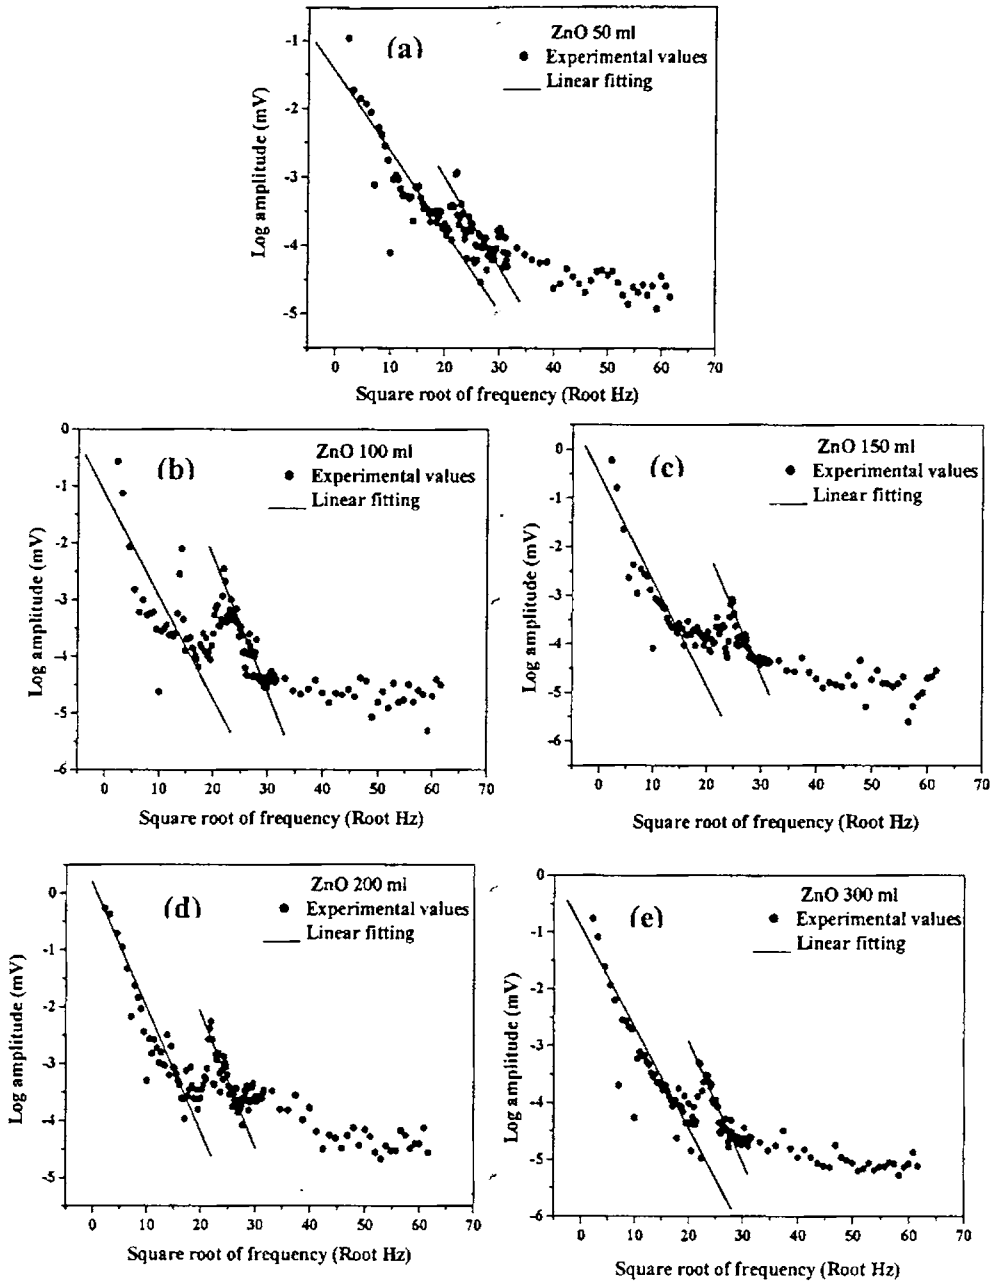 (a)
ZnO 50 ml
Experimental values
Linear fitting
-1
-2
-3
-4
-5
Log amplitude (mV)
0 10 20 30 40 50 60 70
Square root of frequency (Root Hz)
(b)
ZnO 100 ml
Experimental values
Linear fitting
0
-1
-2
-3
-4
-5
-6
Log amplitude (mV)
0 10 20 30 40 50 60 70
Square root of frequency (Root Hz)
(c)
ZnO 150 ml
Experimental values
Linear fitting
0
-1
-2
-3
-4
-5
-6
Log amplitude (mV)
0 10 20 30 40 50 60 70
Square root of frequency (Root Hz)
(d)
ZnO 200 ml
Experimental values
Linear fitting
0
-1
-2
-3
-4
-5
Log amplitude (mV)
0 10 20 30 40 50 60 70
Square root of frequency (Root Hz)
(e)
ZnO 300 ml
Experimental values
Linear fitting
0
-1
-2
-3
-4
-5
-6
Log amplitude (mV)
0 10 20 30 40 50 60 70
Square root of frequency (Root Hz)